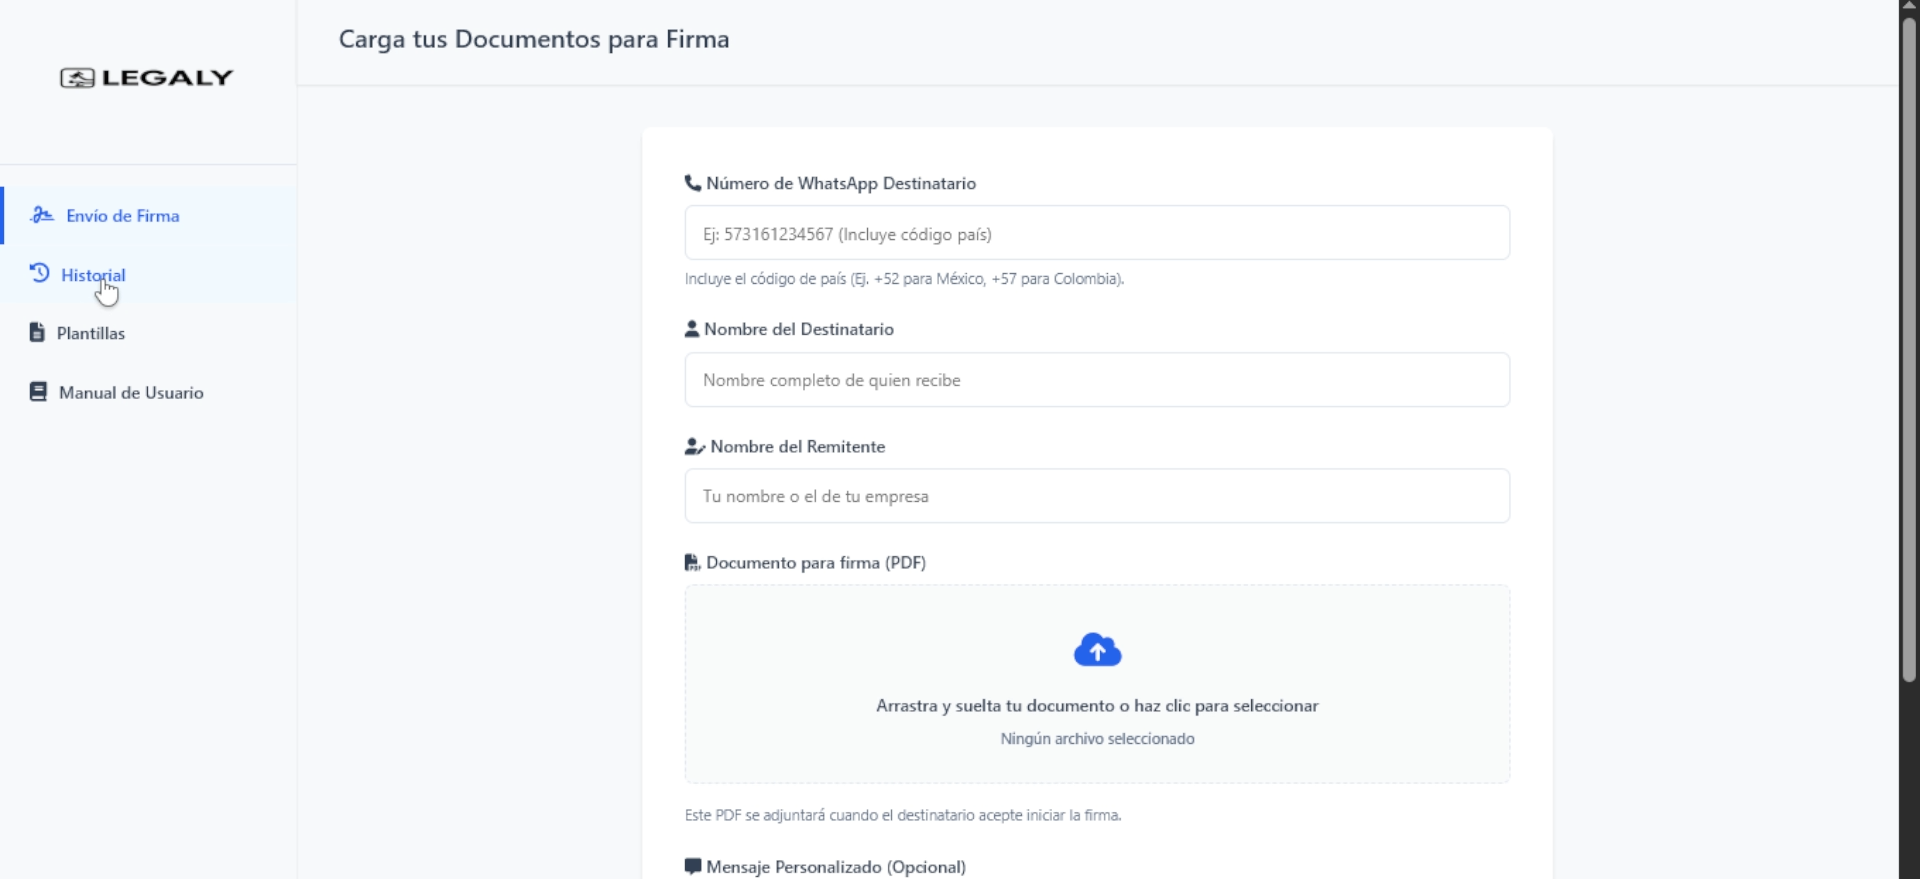 LEGALY
Envío de Firma
Historial
Plantillas
Manual de Usuario
Carga tus Documentos para Firma
Número de WhatsApp Destinatario
Ej: 573161234567 (Incluye código país)
Incluye el código de país (Ej. +52 para México, +57 para Colombia).
Nombre del Destinatario
Nombre completo de quien recibe
Nombre del Remitente
Tu nombre o el de tu empresa
Documento para firma (PDF)
Arrastra y suelta tu documento o haz clic para seleccionar
Ningún archivo seleccionado
Este PDF se adjuntará cuando el destinatario acepte iniciar la firma.
Mensaje Personalizado (Opcional)